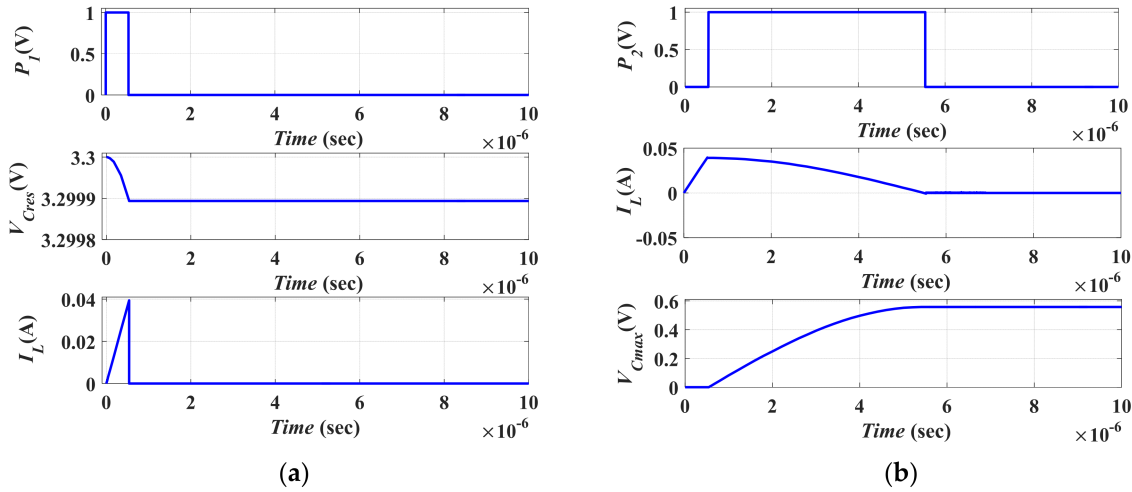 P1(V)
1
0.5
0
0 2 4 6 8 10
Time (sec)
×10-6
VCres(V)
3.3
3.2999
3.2998
0 2 4 6 8 10
Time (sec)
×10-6
IL(A)
0.04
0.02
0
0 2 4 6 8 10
Time (sec)
×10-6
(a)
P2(V)
1
0.5
0
0 2 4 6 8 10
Time (sec)
×10-6
IL(A)
0.05
0
-0.05
0 2 4 6 8 10
Time (sec)
×10-6
VCmax(V)
0.6
0.4
0.2
0
0 2 4 6 8 10
Time (sec)
×10-6
(b)